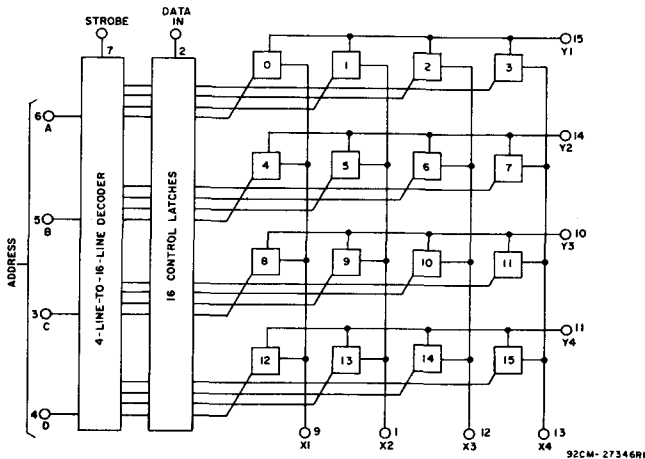 STROBE
DATA
IN
7
2
15
Y1
0
1
2
3
6
A
14
Y2
4
5
6
7
5
B
ADDRESS
4-LINE-TO-16-LINE DECODER
16 CONTROL LATCHES
10
Y3
8
9
10
11
3
C
11
Y4
12
13
14
15
4
D
9
X1
1
X2
12
X3
13
X4
92CM-27346R1